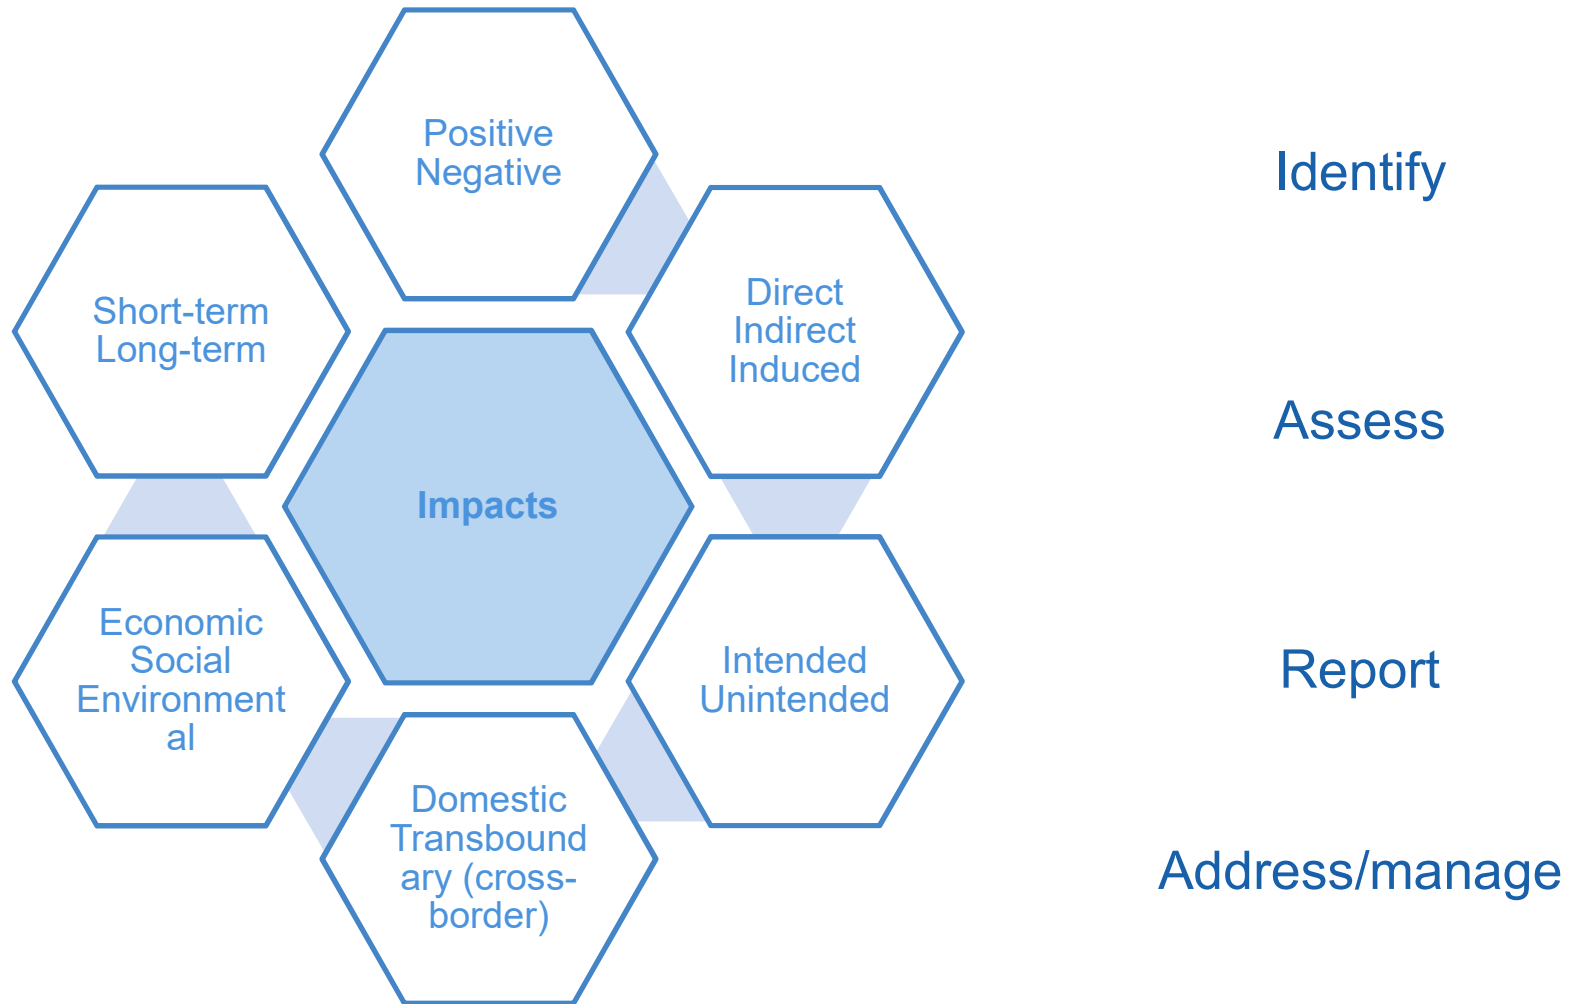 Positive
Negative
Direct
Indirect
Induced
Intended
Unintended
Domestic
Transbound
ary (cross-
border)
Economic
Social
Environment
al
Short-term
Long-term
Impacts
Identify
Assess
Report
Address/manage